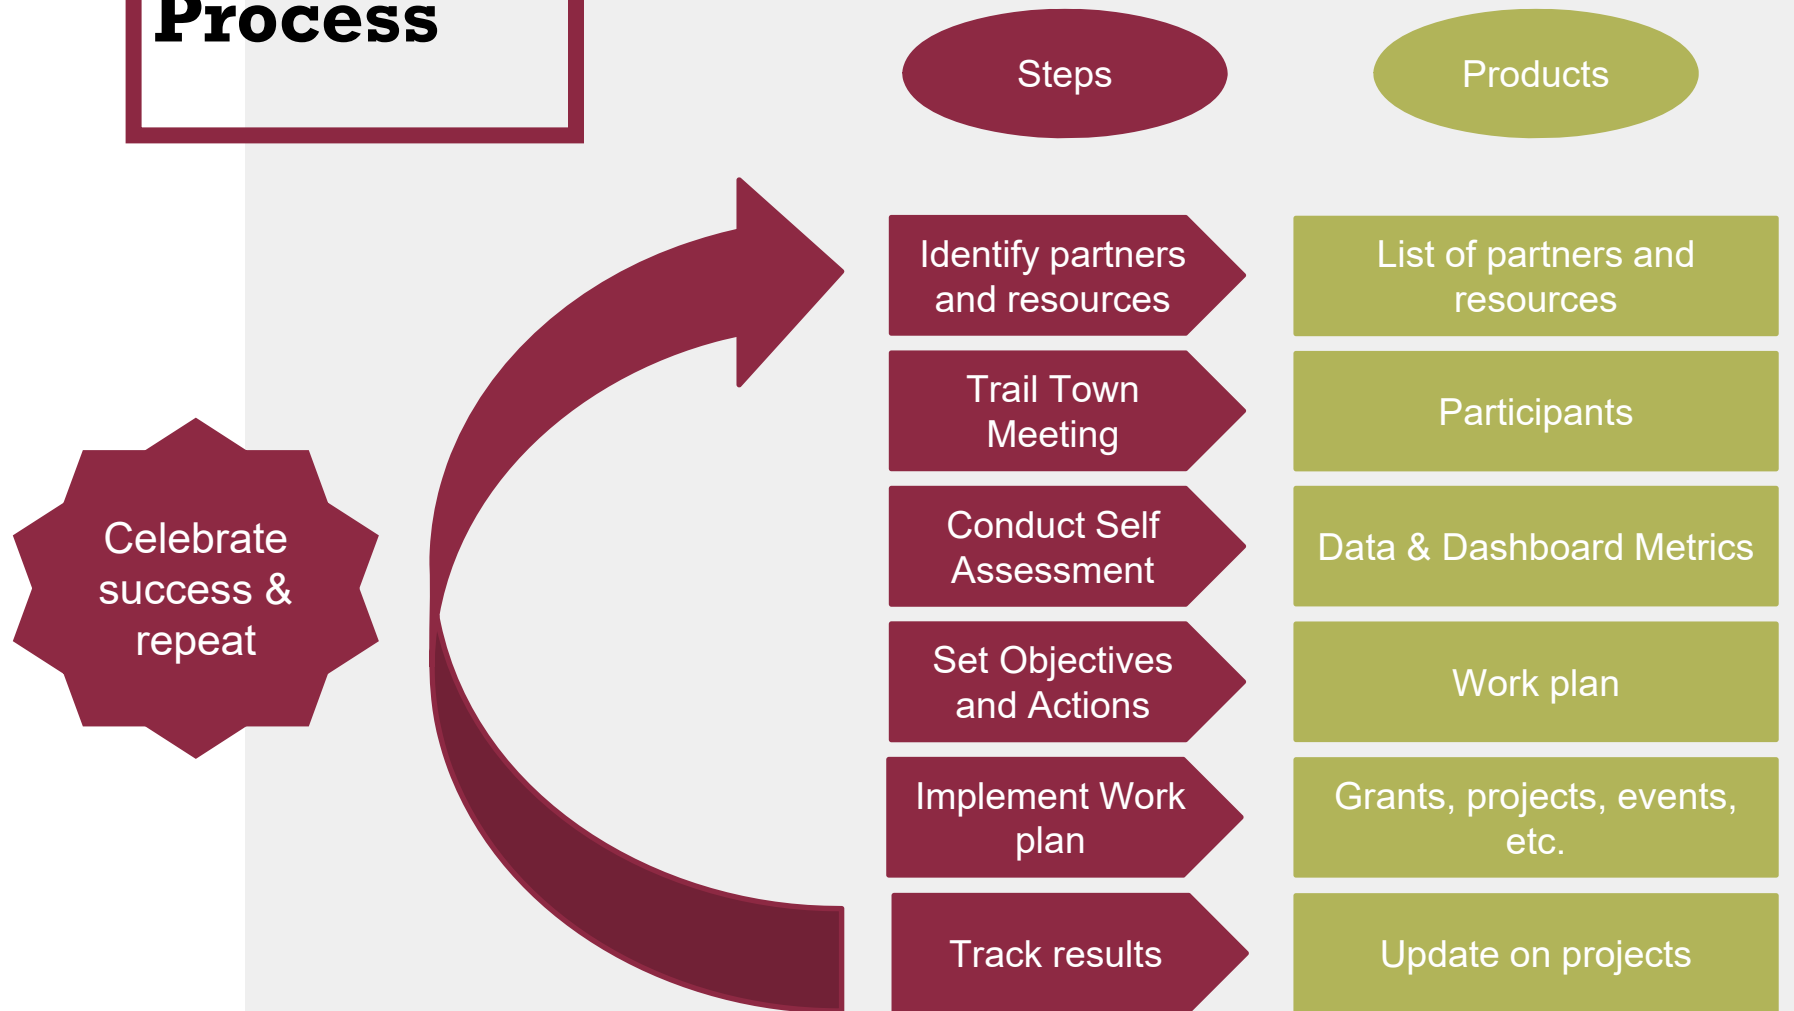 Process
Steps
Products
Identify partners
and resources
List of partners and
resources
Trail Town
Meeting
Participants
Conduct Self
Assessment
Data & Dashboard Metrics
Set Objectives
and Actions
Work plan
Implement Work
plan
Grants, projects, events,
etc.
Track results
Update on projects
Celebrate
success &
repeat